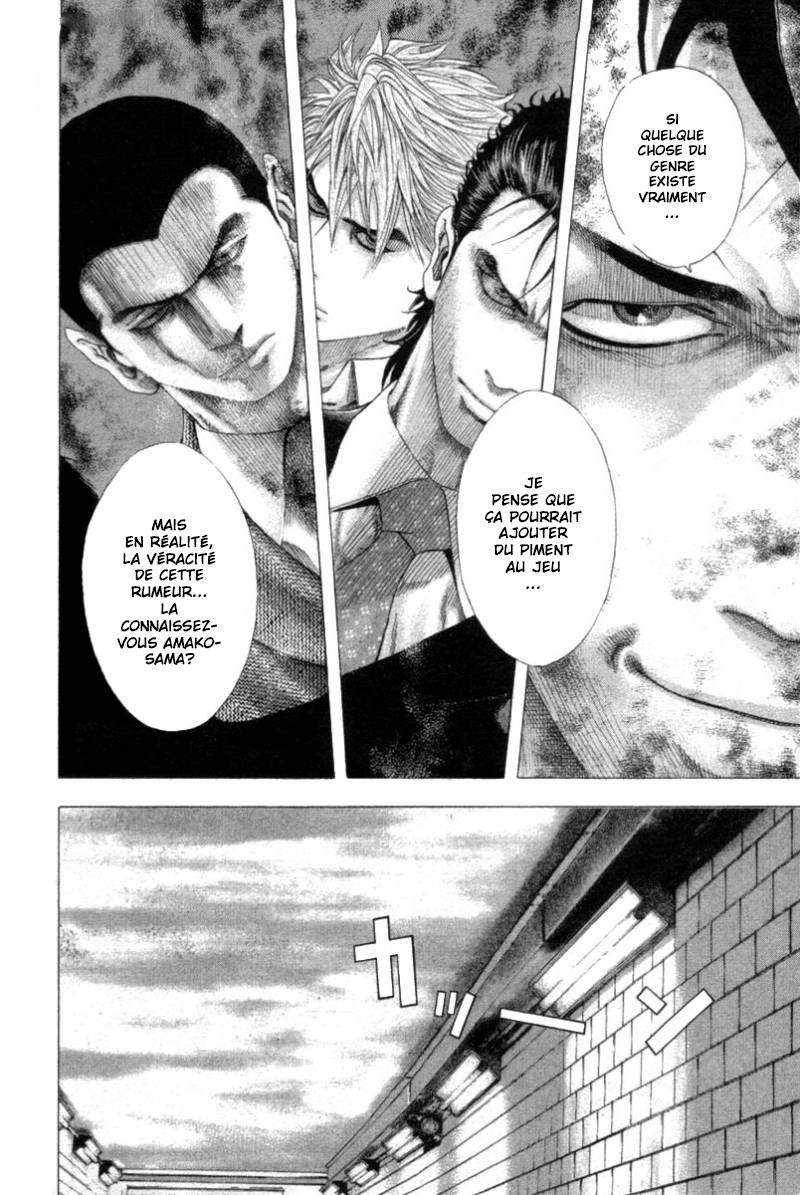 SI
QUELQUE
CHOSE DU
GENRE
EXISTE
VRAIMENT
...
JE
PENSE QUE
ÇA POURRAIT
AJOUTER
DU PIMENT
AU JEU
...
MAIS
EN RÉALITÉ,
LA VÉRACITÉ
DE CETTE
RUMEUR...
LA
CONNAISSEZ-
VOUS AMAKO-
SAMA?
カツーン